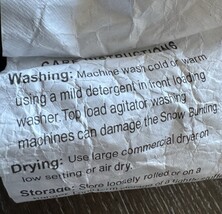 CARE INSTRUCTIONS
Washing: Machine wash cold or warm
using a mild detergent in front loading
washer. Top load agitator washing
machines can damage the Snow Bunting.
Drying: Use large commercial dryer on
low setting or air dry.
Storage: Store loosely rolled or on a